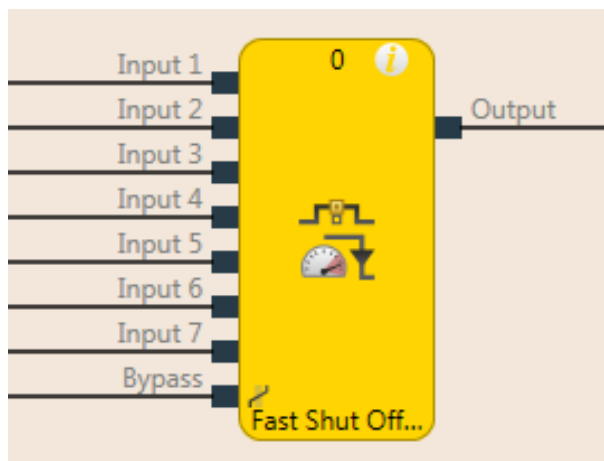 0
Input 1
Input 2
Output
Input 3
Input 4
Input 5
Input 6
Input 7
Bypass
Fast Shut Off...